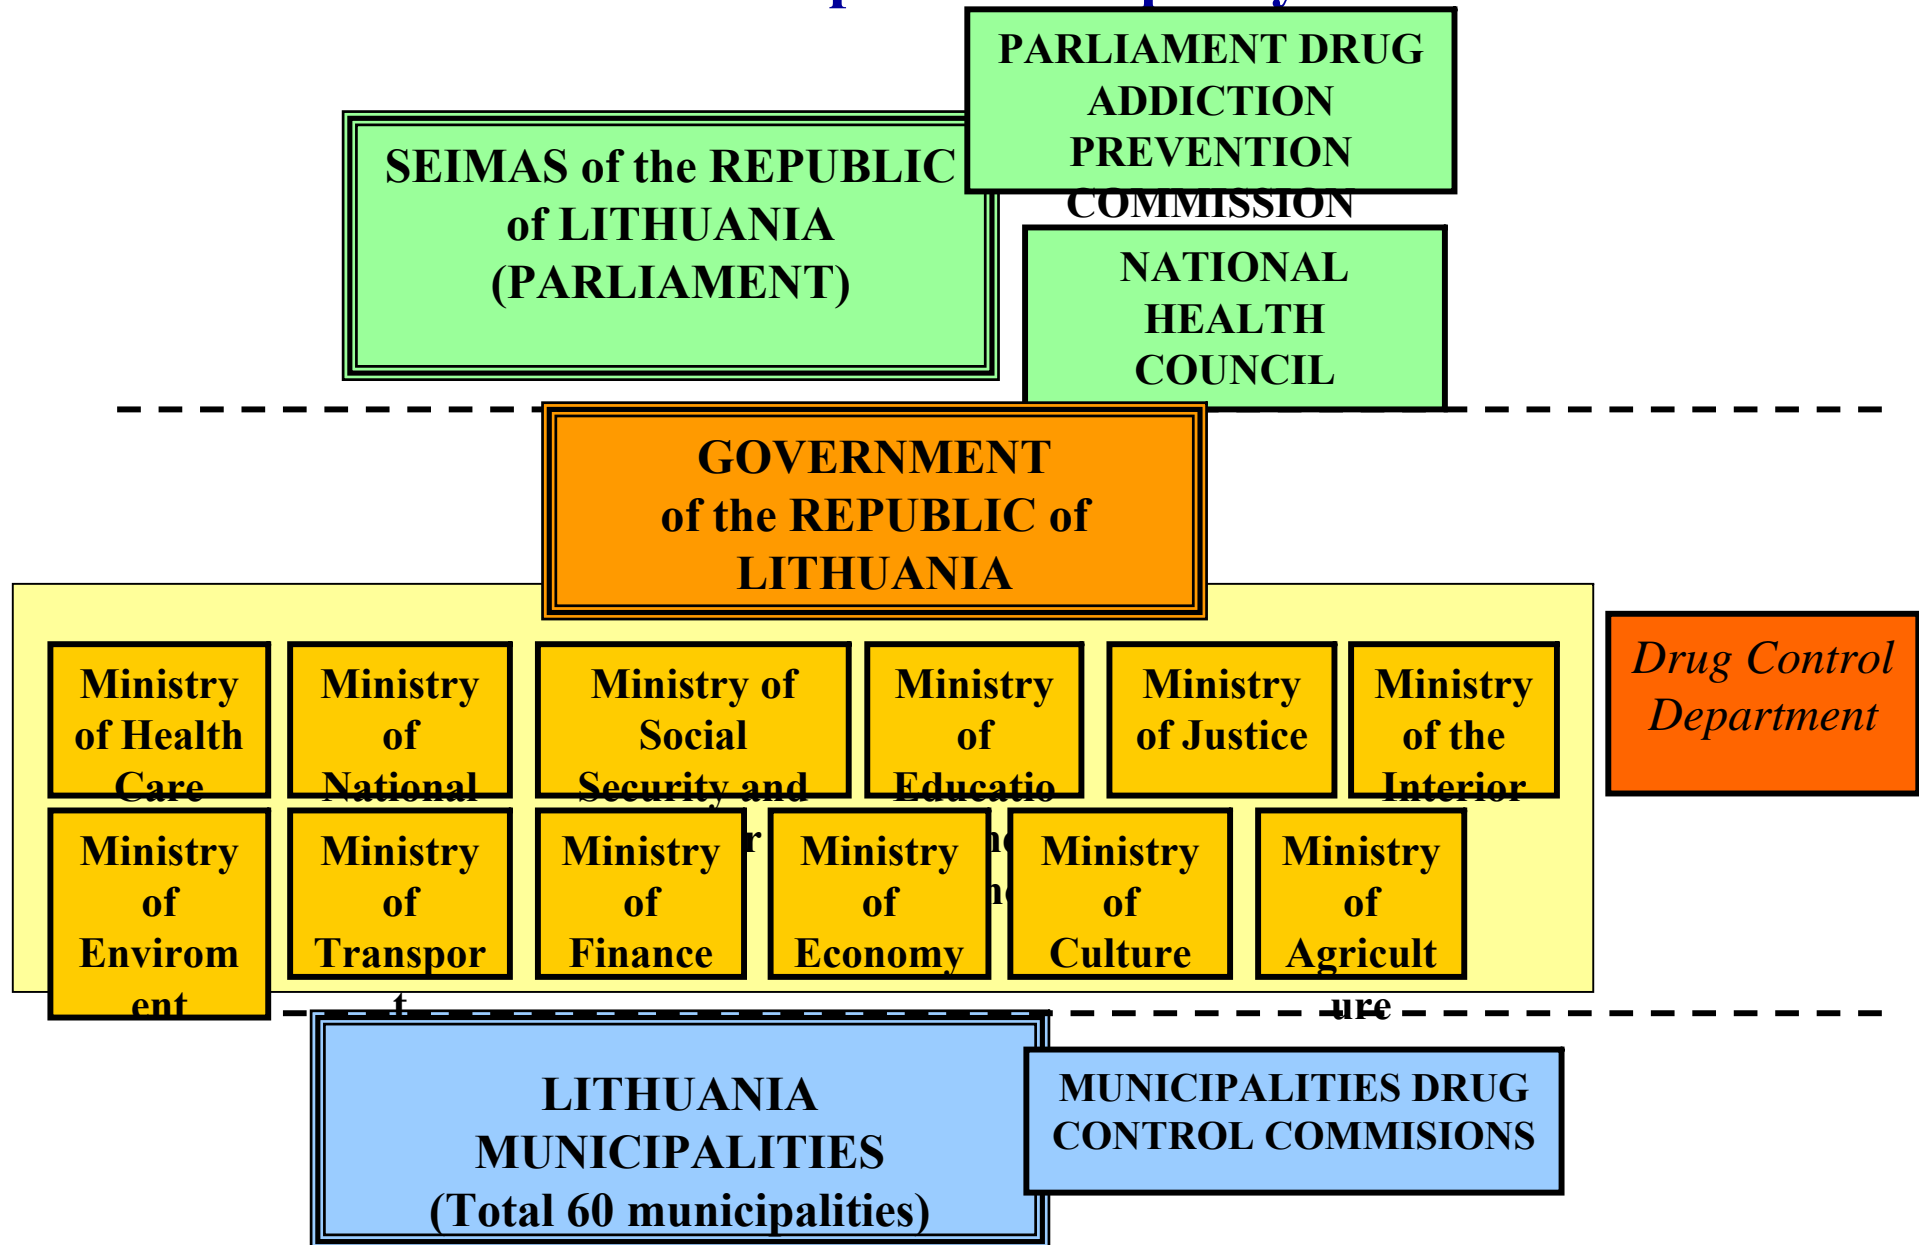 PARLIAMENT DRUG
ADDICTION
PREVENTION
COMMISSION
SEIMAS of the REPUBLIC
of LITHUANIA
(PARLIAMENT)
NATIONAL
HEALTH
COUNCIL
GOVERNMENT
of the REPUBLIC of
LITHUANIA
Ministry
of Health
Care
Ministry
of
National
Ministry of
Social
Security and
Ministry
of
Educatio
Ministry
of Justice
Ministry
of the
Interior
Drug Control
Department
Ministry
of
Envirom
ent
Ministry
of
Transpor
t
Ministry
of
Finance
Ministry
of
Economy
Ministry
of
Culture
Ministry
of
Agricult
ure
LITHUANIA
MUNICIPALITIES
(Total 60 municipalities)
MUNICIPALITIES DRUG
CONTROL COMMISIONS